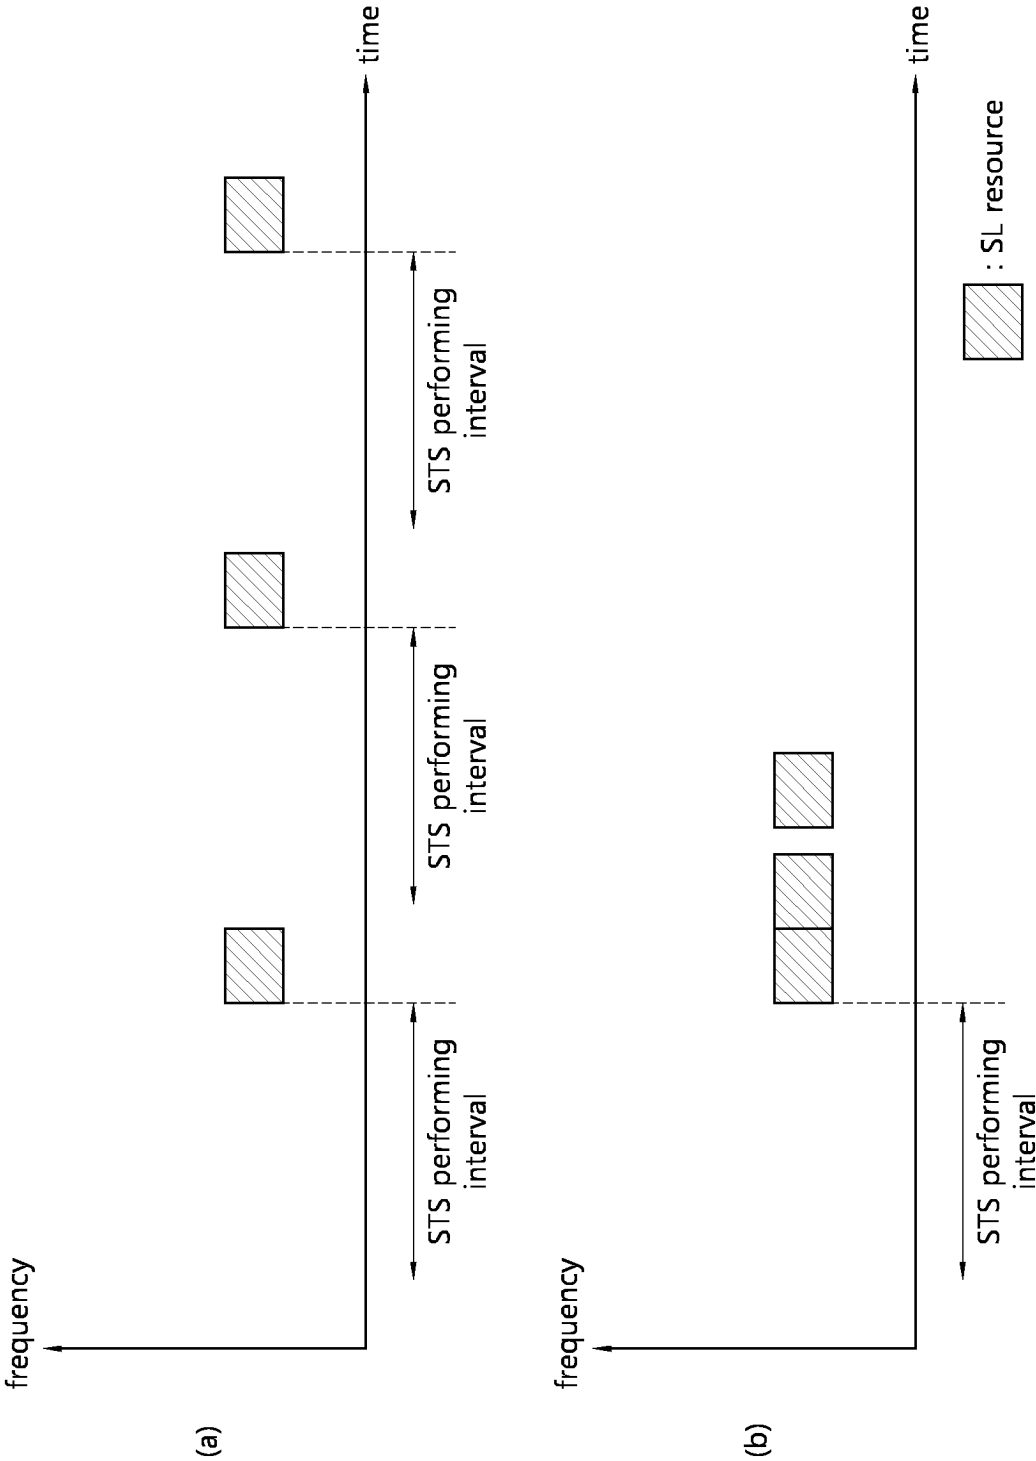 (a)
frequency
STS performing
interval
STS performing
interval
STS performing
interval
time
(b)
frequency
STS performing
interval
time
: SL resource